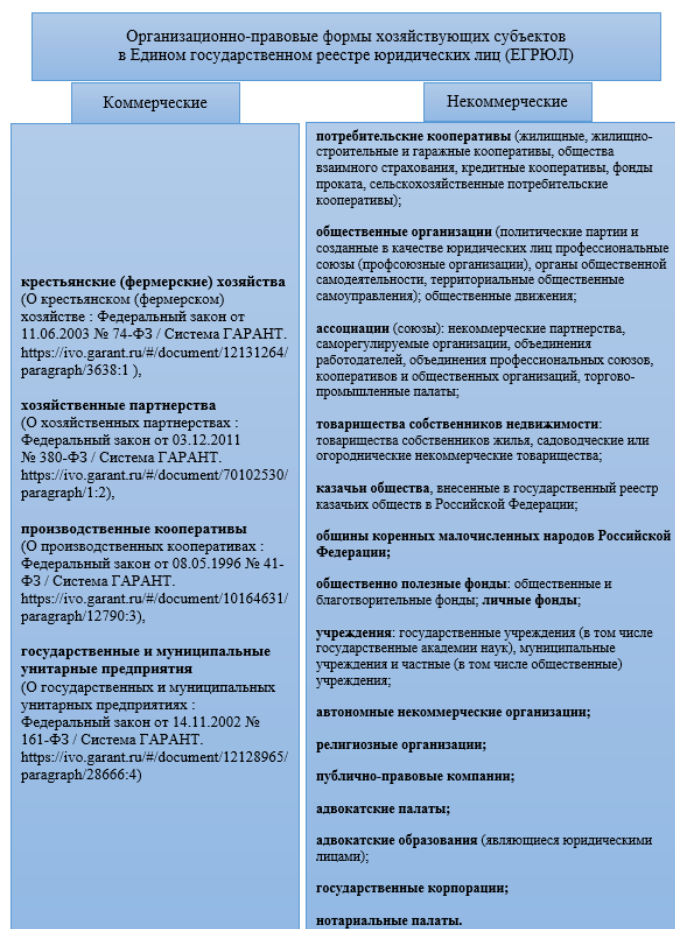 Организационно-правовые формы хозяйствующих субъектов
в Едином государственном реестре юридических лиц (ЕГРЮЛ)
Коммерческие
крестьянские (фермерские) хозяйства
(О крестьянском (фермерском)
хозяйстве : Федеральный закон от
11.06.2003 № 74-ФЗ / Система ГАРАНТ.
https://ivo.garant.ru/#/document/12131264/
paragraph/3638:1 ),
хозяйственные партнерства
(О хозяйственных партнерствах :
Федеральный закон от 03.12.2011
№ 380-ФЗ / Система ГАРАНТ.
https://ivo.garant.ru/#/document/70102530/
paragraph/1:2),
производственные кооперативы
(О производственных кооперативах :
Федеральный закон от 08.05.1996 № 41-
ФЗ / Система ГАРАНТ.
https://ivo.garant.ru/#/document/10164631/
paragraph/12790:3),
государственные и муниципальные
унитарные предприятия
(О государственных и муниципальных
унитарных предприятиях :
Федеральный закон от 14.11.2002 №
161-ФЗ / Система ГАРАНТ.
https://ivo.garant.ru/#/document/12128965/
paragraph/28666:4)
Некоммерческие
потребительские кооперативы (жилищные, жилищно-
строительные и гаражные кооперативы, общества
взаимного страхования, кредитные кооперативы, фонды
проката, сельскохозяйственные потребительские
кооперативы);
общественные организации (политические партии и
созданные в качестве юридических лиц профессиональные
союзы (профсоюзные организации), органы общественной
самодеятельности, территориальные общественные
самоуправления); общественные движения;
ассоциации (союзы): некоммерческие партнерства,
саморегулируемые организации, объединения
работодателей, объединения профессиональных союзов,
кооперативов и общественных организаций, торгово-
промышленные палаты;
товарищества собственников недвижимости:
товарищества собственников жилья, садоводческие или
огороднические некоммерческие товарищества;
казачьи общества, внесенные в государственный реестр
казачьих обществ в Российской Федерации;
общины коренных малочисленных народов Российской
Федерации;
общественно полезные фонды: общественные и
благотворительные фонды; личные фонды;
учреждения: государственные учреждения (в том числе
государственные академии наук), муниципальные
учреждения и частные (в том числе общественные)
учреждения;
автономные некоммерческие организации;
религиозные организации;
публично-правовые компании;
адвокатские палаты;
адвокатские образования (являющиеся юридическими
лицами);
государственные корпорации;
нотариальные палаты.